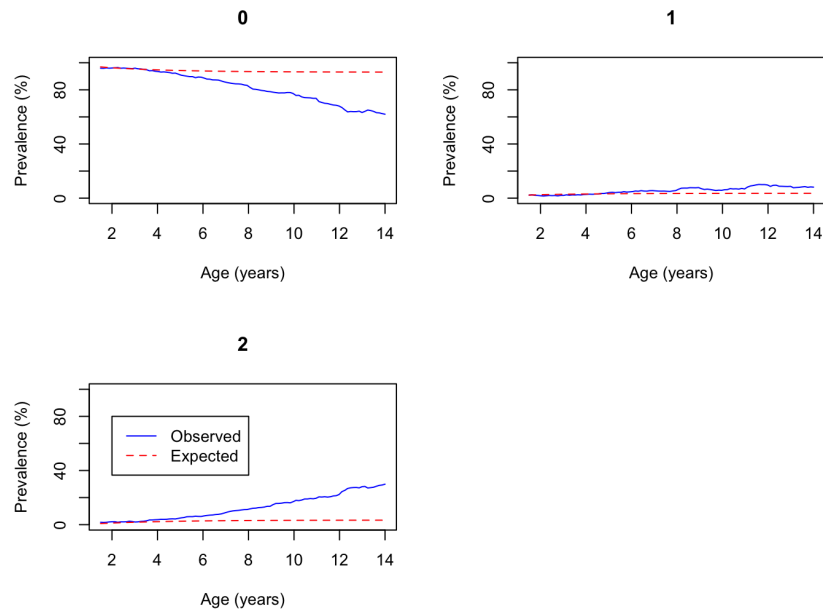 0
Prevalence (%)
0 40 80
2 4 6 8 10 12 14
Age (years)
1
Prevalence (%)
0 40 80
2 4 6 8 10 12 14
Age (years)
2
Prevalence (%)
0 40 80
Observed
Expected
2 4 6 8 10 12 14
Age (years)